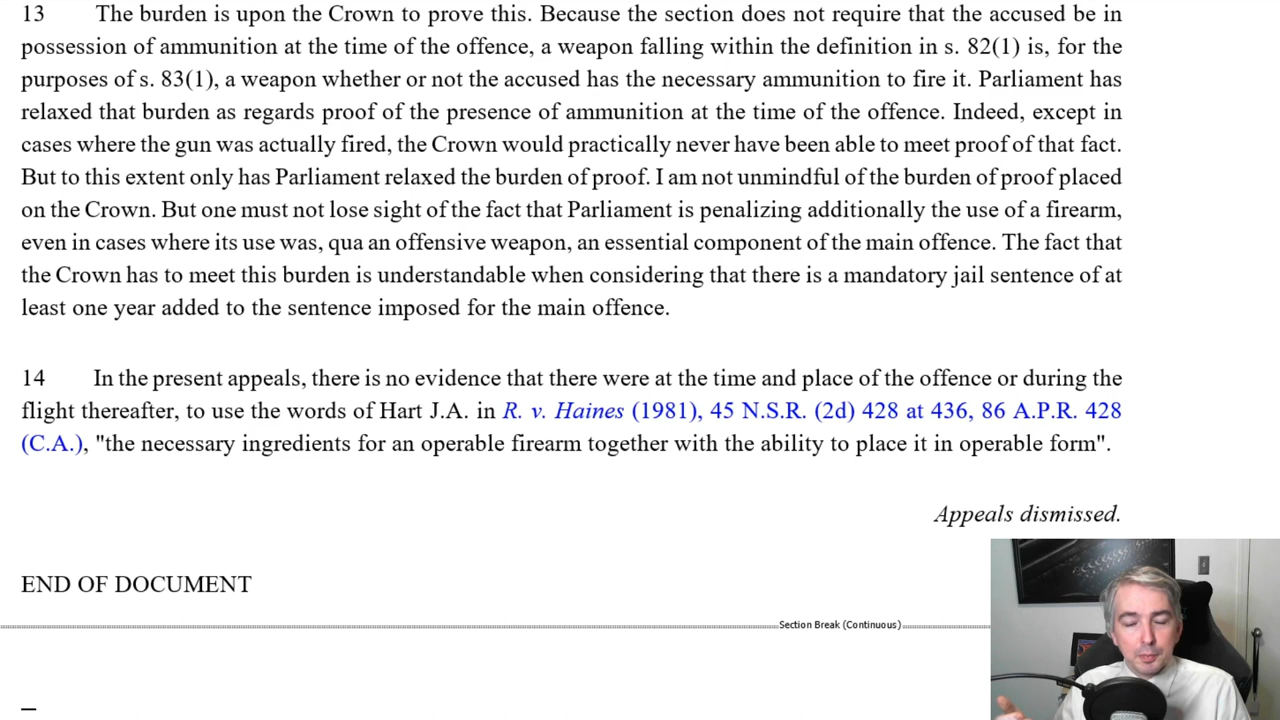 13 The burden is upon the Crown to prove this. Because the section does not require that the accused be in
possession of ammunition at the time of the offence, a weapon falling within the definition in s. 82(1) is, for the
purposes of s. 83(1), a weapon whether or not the accused has the necessary ammunition to fire it. Parliament has
relaxed that burden as regards proof of the presence of ammunition at the time of the offence. Indeed, except in
cases where the gun was actually fired, the Crown would practically never have been able to meet proof of that fact.
But to this extent only has Parliament relaxed the burden of proof. I am not unmindful of the burden of proof placed
on the Crown. But one must not lose sight of the fact that Parliament is penalizing additionally the use of a firearm,
even in cases where its use was, qua an offensive weapon, an essential component of the main offence. The fact that
the Crown has to meet this burden is understandable when considering that there is a mandatory jail sentence of at
least one year added to the sentence imposed for the main offence.
14 In the present appeals, there is no evidence that there were at the time and place of the offence or during the
flight thereafter, to use the words of Hart J.A. in R. v. Haines (1981), 45 N.S.R. (2d) 428 at 436, 86 A.P.R. 428
(C.A.), "the necessary ingredients for an operable firearm together with the ability to place it in operable form".
Appeals dismissed.
END OF DOCUMENT
Section Break (Continuous)